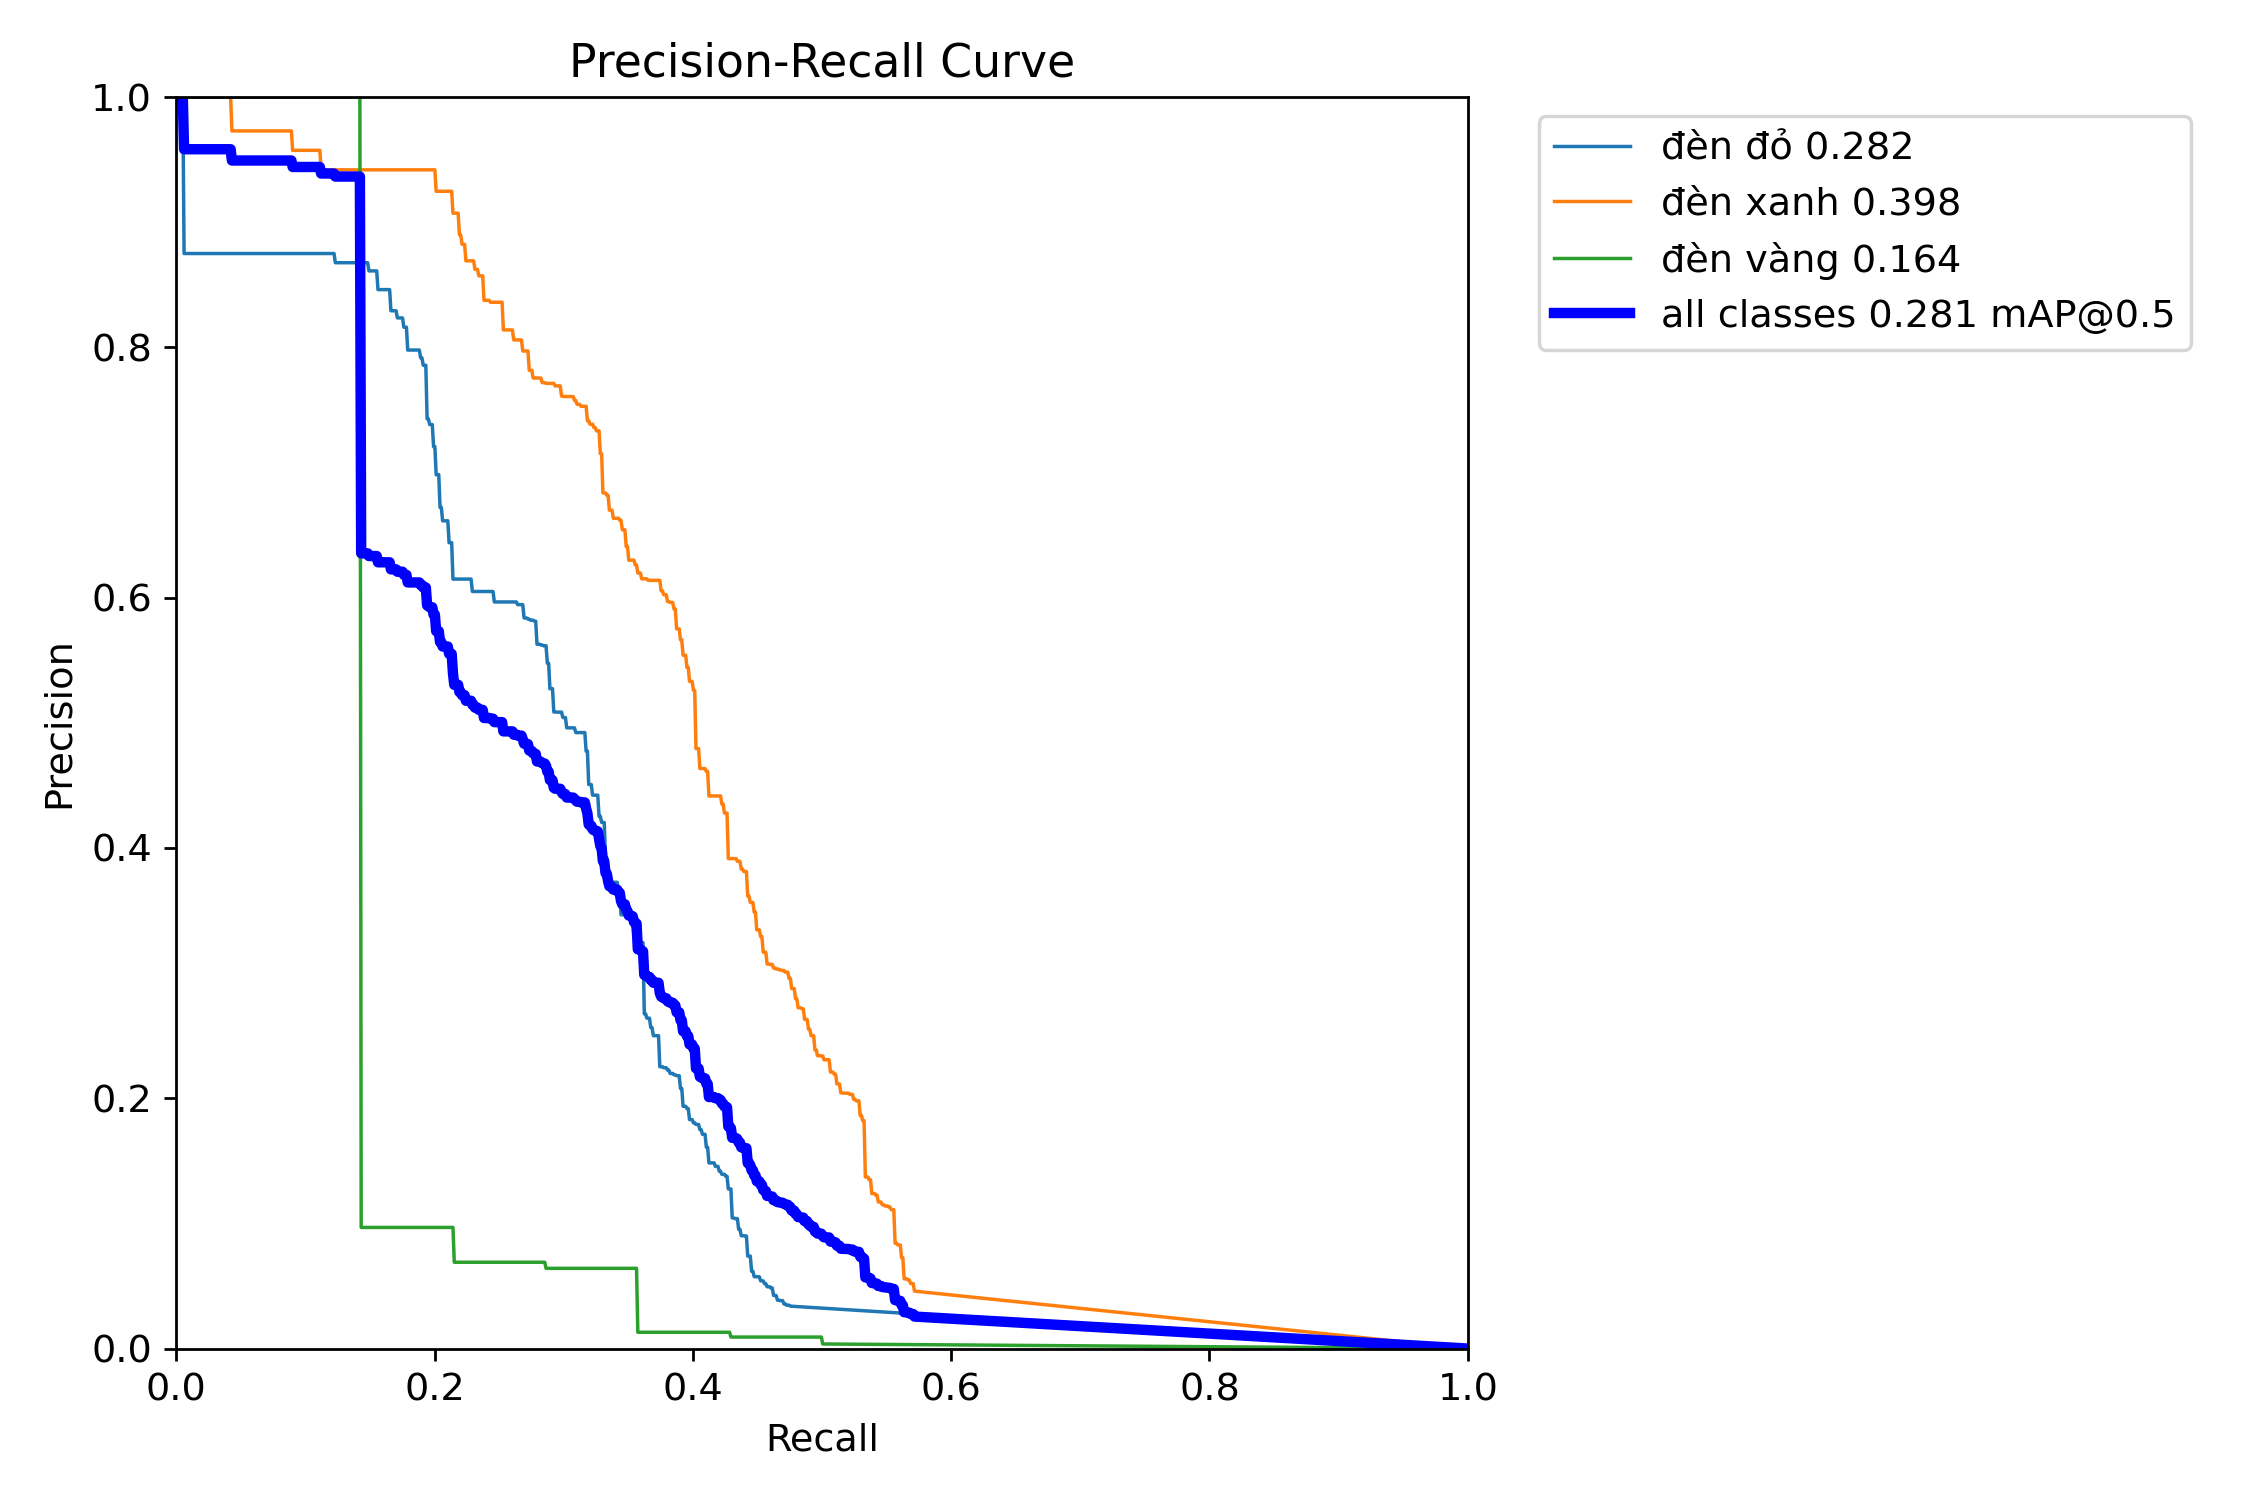 Precision-Recall Curve
1.0
0.8
0.6
0.4
0.2
0.0
Precision
0.0 0.2 0.4 0.6 0.8 1.0
Recall
đèn đỏ 0.282
đèn xanh 0.398
đèn vàng 0.164
all classes 0.281 mAP@0.5